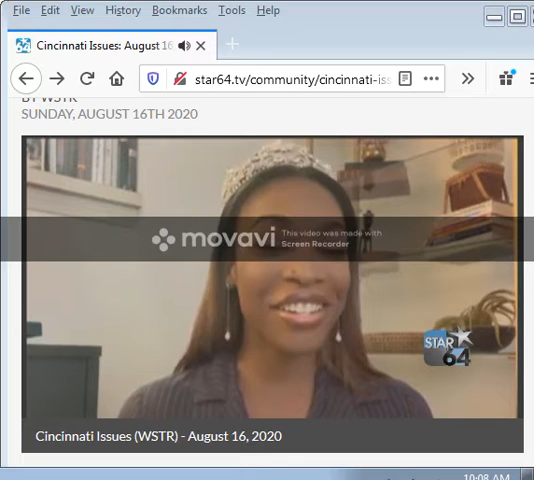 File Edit View History Bookmarks Tools Help
Cincinnati Issues: August 16
star64.tv/community/cincinnati-iss
BY WSTR
SUNDAY, AUGUST 16TH 2020
movavi
This video was made with
Screen Recorder
STAR
64
Cincinnati Issues (WSTR) - August 16, 2020
10:08 AM